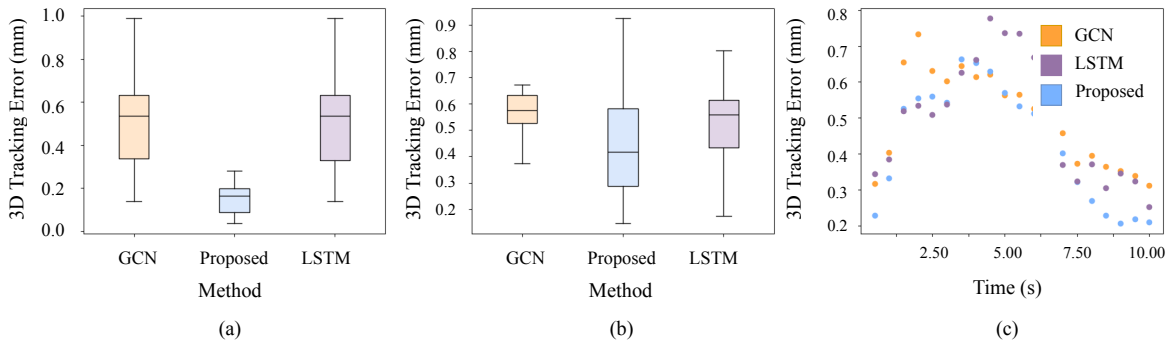 3D Tracking Error (mm)
1.0
0.8
0.6
0.4
0.2
0.0
GCN Proposed LSTM
Method
(a)
3D Tracking Error (mm)
0.9
0.8
0.7
0.6
0.5
0.4
0.3
0.2
GCN Proposed LSTM
Method
(b)
3D Tracking Error (mm)
0.8
0.7
0.6
0.5
0.4
0.3
0.2
GCN
LSTM
Proposed
2.50 5.00 7.50 10.00
Time (s)
(c)